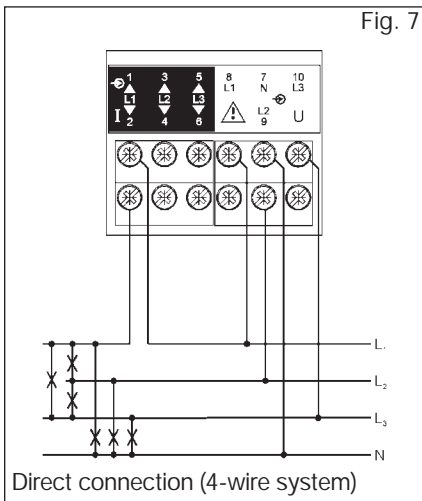 Fig. 7
1 3 5 8 7 10
L1 N L3
L1 L2 L3
I L2 U
2 4 6 9
L₁
L₂
L₃
N
Direct connection (4-wire system)